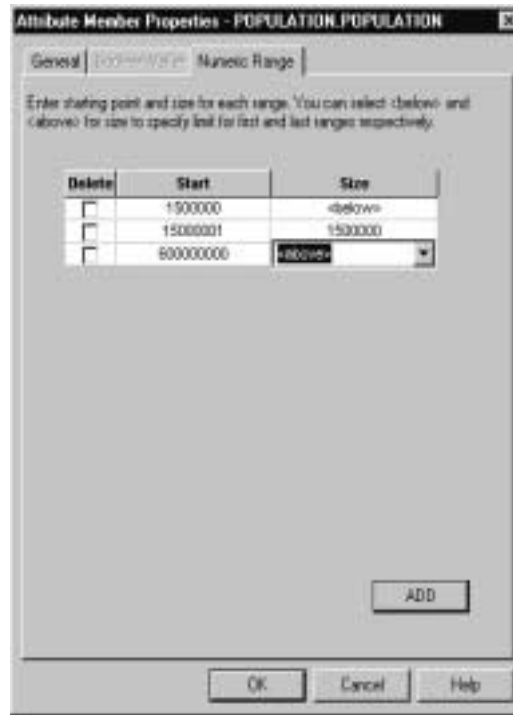 Attribute Member Properties - POPULATION.POPULATION
General Numeric Range
Enter starting point and size for each range. You can select <below> and
<above> for size to specify limit for first and last ranges respectively.
Delete Start Size
1500000 <below>
15000001 1500000
600000000 <above>
ADD
OK Cancel Help